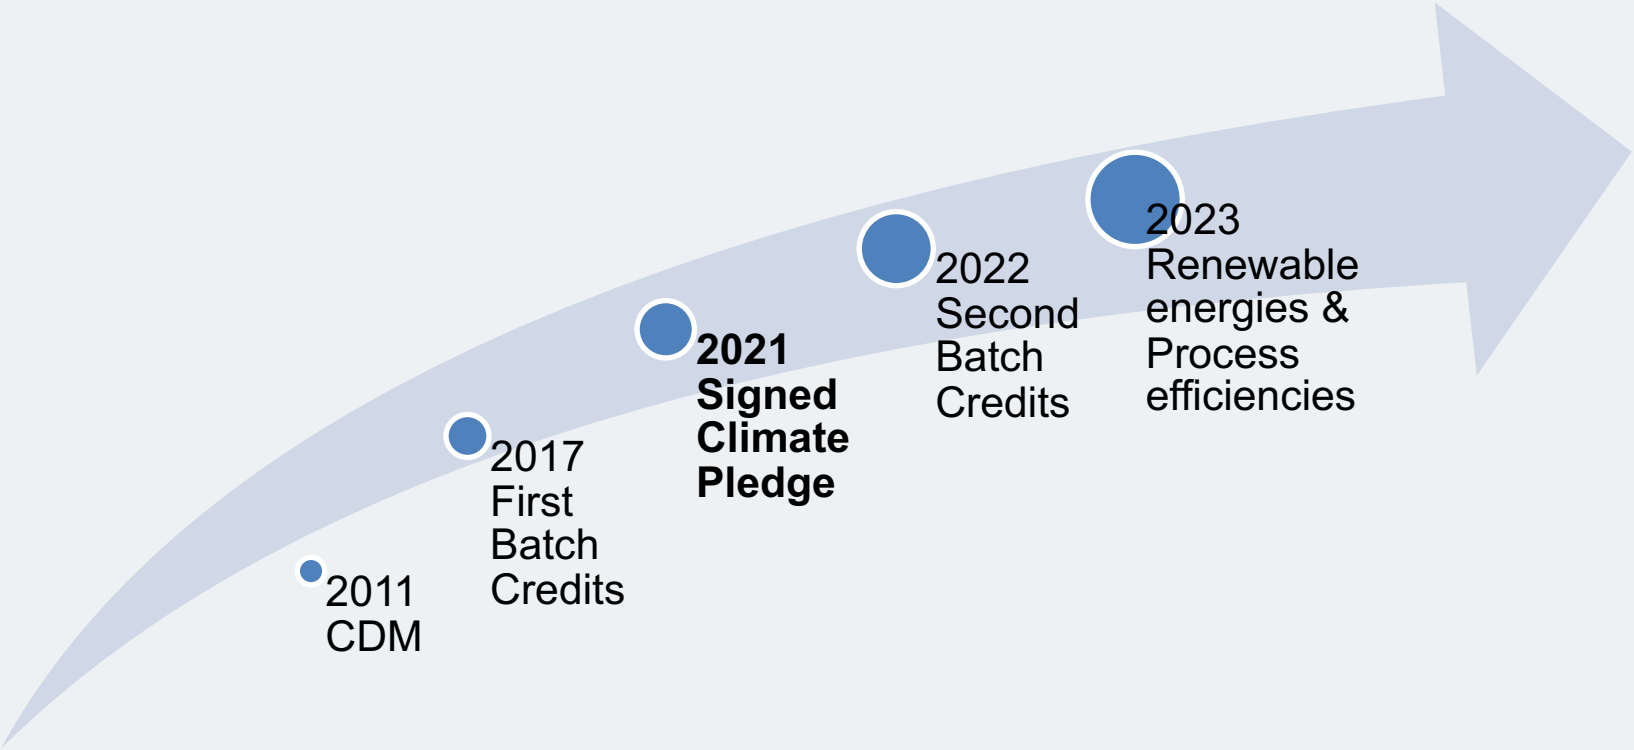 2011
CDM
2017
First
Batch
Credits
2021
Signed
Climate
Pledge
2022
Second
Batch
Credits
2023
Renewable
energies &
Process
efficiencies